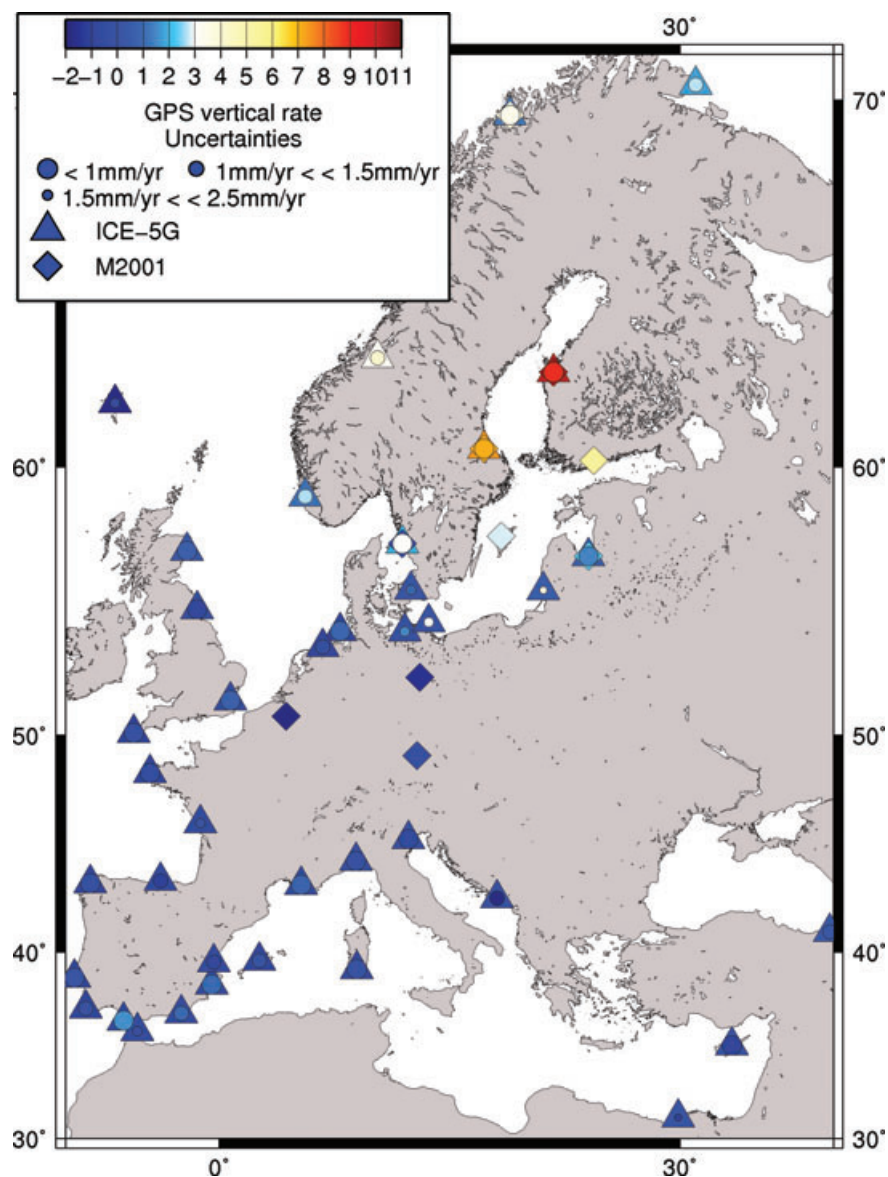 30°
−2 −1 0 1 2 3 4 5 6 7 8 9 10 11
GPS vertical rate
Uncertainties
< 1mm/yr 1mm/yr < < 1.5mm/yr
1.5mm/yr < < 2.5mm/yr
ICE−5G
M2001
70° 70°
60° 60°
50° 50°
40° 40°
30° 30°
0° 30°